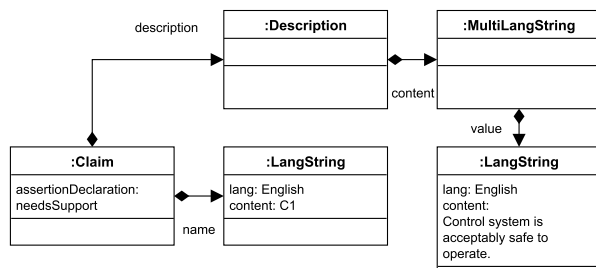 description
:Description
:MultiLangString
content
value
:Claim
assertionDeclaration:
needsSupport
name
:LangString
lang: English
content: C1
:LangString
lang: English
content:
Control system is
acceptably safe to
operate.